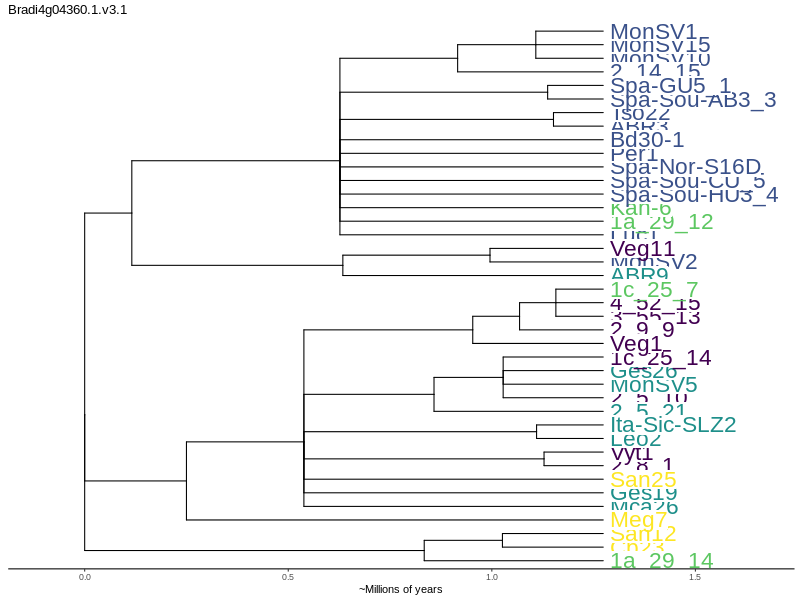 Bradi4g04360.1.v3.1
MonSV1
MonSV15
MonSV10
2_14_15
Spa-GU5_1
Spa-Sou-AB3_3
Tso22
ABR3
Bd30-1
Per1
Spa-Nor-S16D
Spa-Sou-CU_5
Spa-Sou-HU3_4
Kah-6
1a_29_12
Veg11
MonSV2
ABR9
1c_25_7
4_52_15
3_55_13
2_9_9
Veg1
1c_25_14
Ges26
MonSV5
2_5_10
2_5_21
Ita-Sic-SLZ2
Leo2
Vyt1
2_8_1
San25
Ges19
Mca26
Meg7
San12
1a_29_14
0.0 0.5 1.0 1.5
~Millions of years